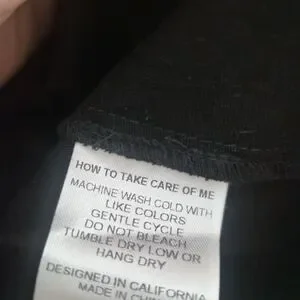 HOW TO TAKE CARE OF ME
MACHINE WASH COLD WITH
LIKE COLORS
GENTLE CYCLE
DO NOT BLEACH
TUMBLE DRY LOW OR
HANG DRY
DESIGNED IN CALIFORNIA
MADE IN